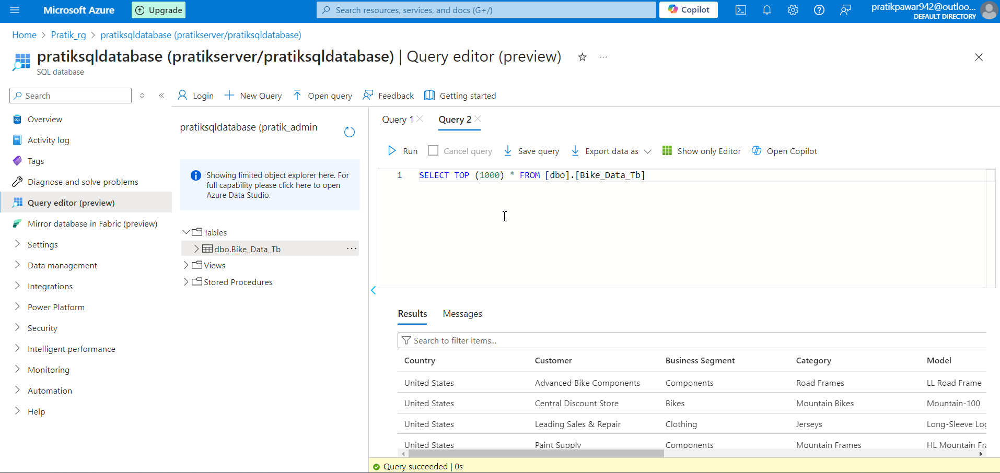 Microsoft Azure
Upgrade
Search resources, services, and docs (G+/)
Copilot
pratikpawar942@outloo...
DEFAULT DIRECTORY
Home > Pratik_rg > pratiksqldatabase (pratikserver/pratiksqldatabase)
pratiksqldatabase (pratikserver/pratiksqldatabase) | Query editor (preview)
SQL database
Search
Overview
Activity log
Tags
Diagnose and solve problems
Query editor (preview)
Mirror database in Fabric (preview)
Settings
Data management
Integrations
Power Platform
Security
Intelligent performance
Monitoring
Automation
Help
Login
New Query
Open query
Feedback
Getting started
pratiksqldatabase (pratik_admin
Showing limited object explorer here. For
full capability please click here to open
Azure Data Studio.
Tables
dbo.Bike_Data_Tb
Views
Stored Procedures
Query 1
Query 2
Run
Cancel query
Save query
Export data as
Show only Editor
Open Copilot
1 SELECT TOP (1000) * FROM [dbo].[Bike_Data_Tb]
Results
Messages
Search to filter items...
Country Customer Business Segment Category Model
United States Advanced Bike Components Components Road Frames LL Road Frame
United States Central Discount Store Bikes Mountain Bikes Mountain-100
United States Leading Sales & Repair Clothing Jerseys Long-Sleeve Log
United States Paint Supply Components Mountain Frames HL Mountain Fra
Query succeeded | 0s